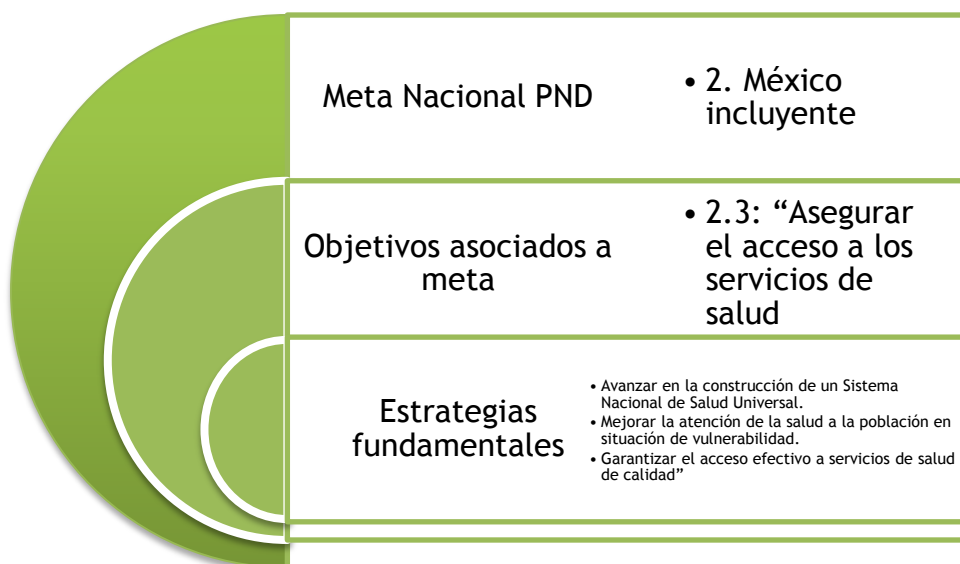 Meta Nacional PND
• 2. México
incluyente
Objetivos asociados a
meta
• 2.3: “Asegurar
el acceso a los
servicios de
salud
Estrategias
fundamentales
• Avanzar en la construcción de un Sistema
Nacional de Salud Universal.
• Mejorar la atención de la salud a la población en
situación de vulnerabilidad.
• Garantizar el acceso efectivo a servicios de salud
de calidad”